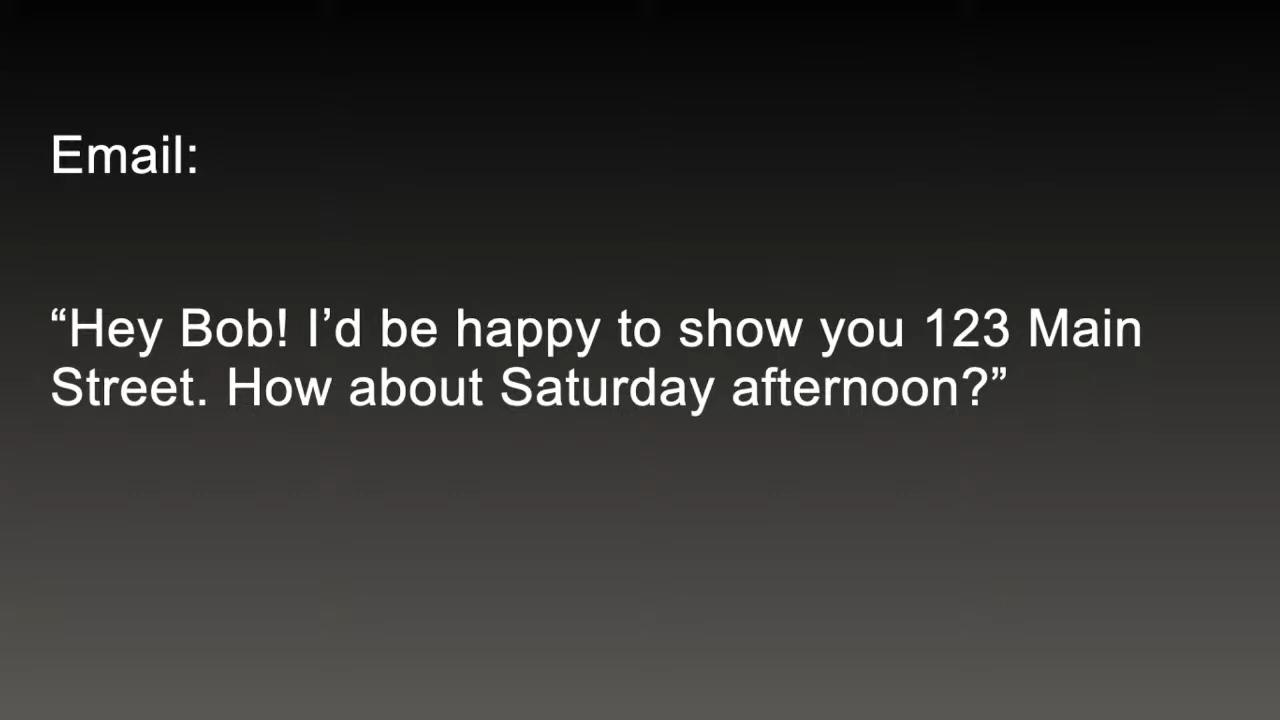 Email:
“Hey Bob! I’d be happy to show you 123 Main
Street. How about Saturday afternoon?”